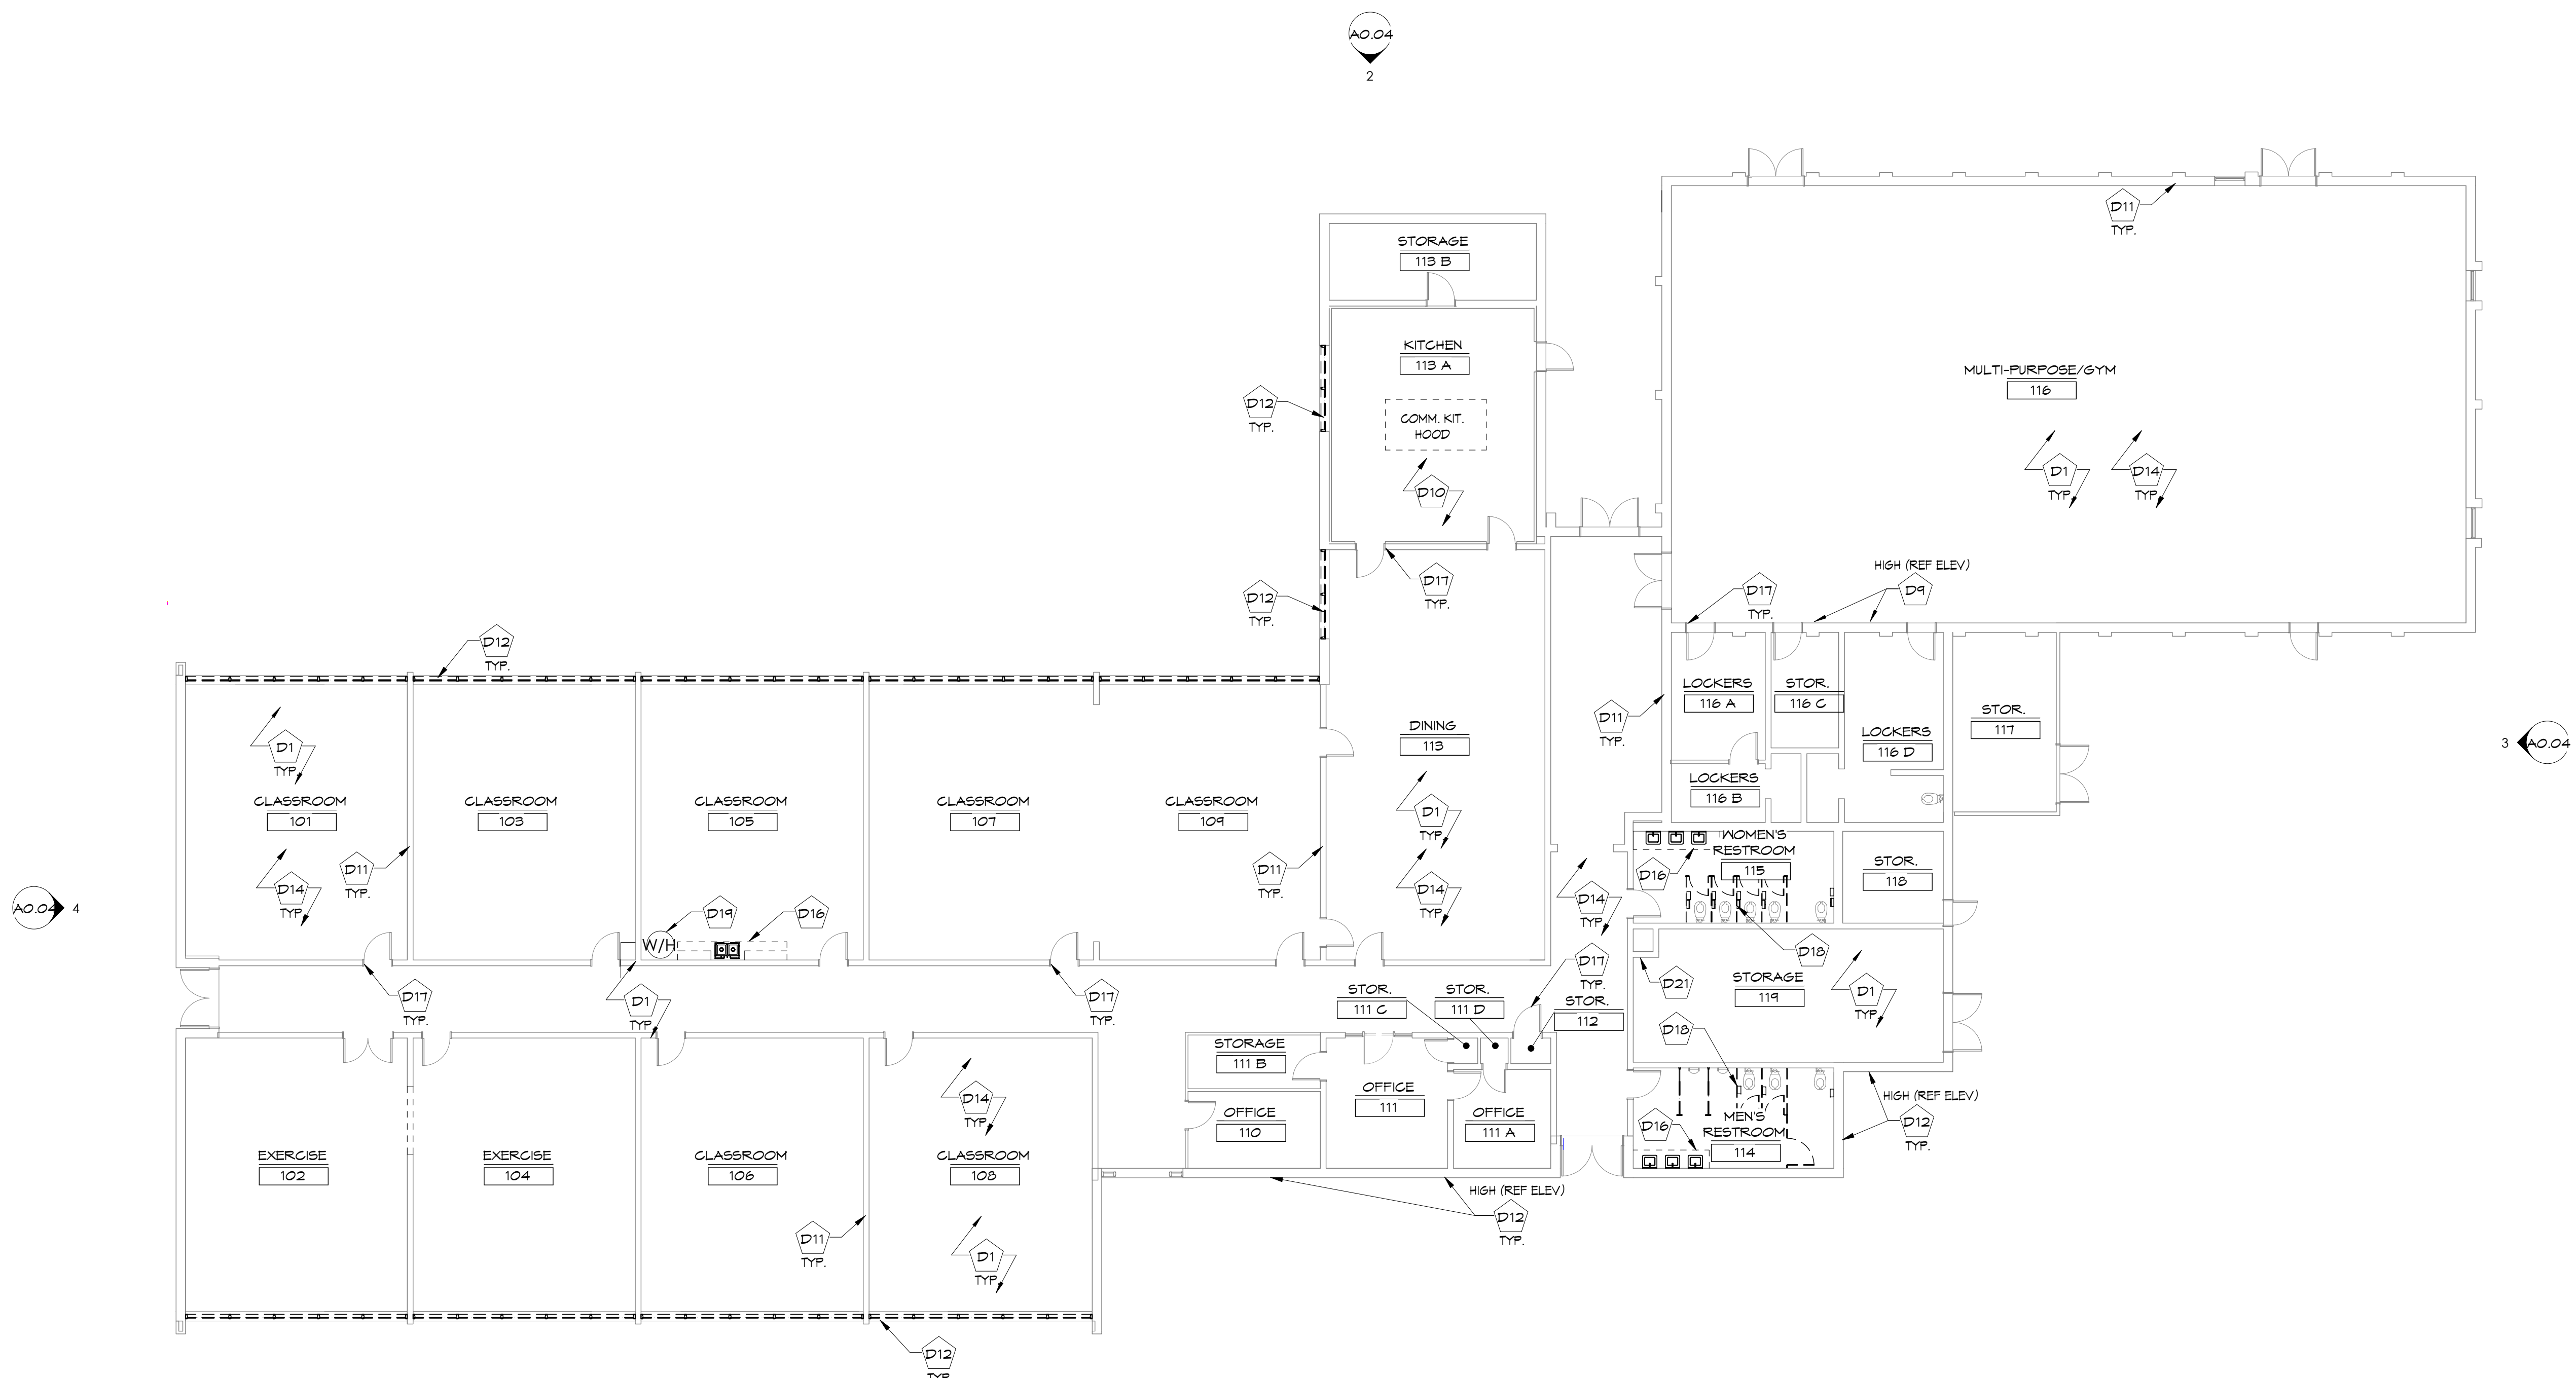 A0.04
2
D11
TYP.
STORAGE
113 B
KITCHEN
113 A
MULTI-PURPOSE/GYM
116
D12
TYP.
COMM. KIT.
HOOD
D1
TYP.
D14
TYP.
D10
HIGH (REF ELEV)
D9
D17
TYP.
D17
TYP.
D12
TYP.
D12
TYP.
LOCKERS
116 A
STOR.
116 C
D11
TYP.
STOR.
117
DINING
113
LOCKERS
116 D
3
A0.04
D1
TYP.
LOCKERS
116 B
CLASSROOM
101
CLASSROOM
103
CLASSROOM
105
CLASSROOM
107
CLASSROOM
109
D1
TYP.
WOMEN'S
RESTROOM
115
D16
STOR.
118
D11
TYP.
D11
TYP.
D14
TYP.
D14
TYP.
D14
TYP.
A0.04
4
D19
D16
W/H
D18
D17
TYP.
D21
STORAGE
119
D1
TYP.
D17
TYP.
D1
TYP.
D17
TYP.
STOR.
111 C
STOR.
111 D
STOR.
112
D18
STORAGE
111 B
OFFICE
111
OFFICE
110
OFFICE
111 A
D14
TYP.
HIGH (REF ELEV)
D12
TYP.
D16
MEN'S
RESTROOM
114
EXERCISE
102
EXERCISE
104
CLASSROOM
106
CLASSROOM
108
HIGH (REF ELEV)
D12
TYP.
D11
TYP.
D1
TYP.
D12
TYP.